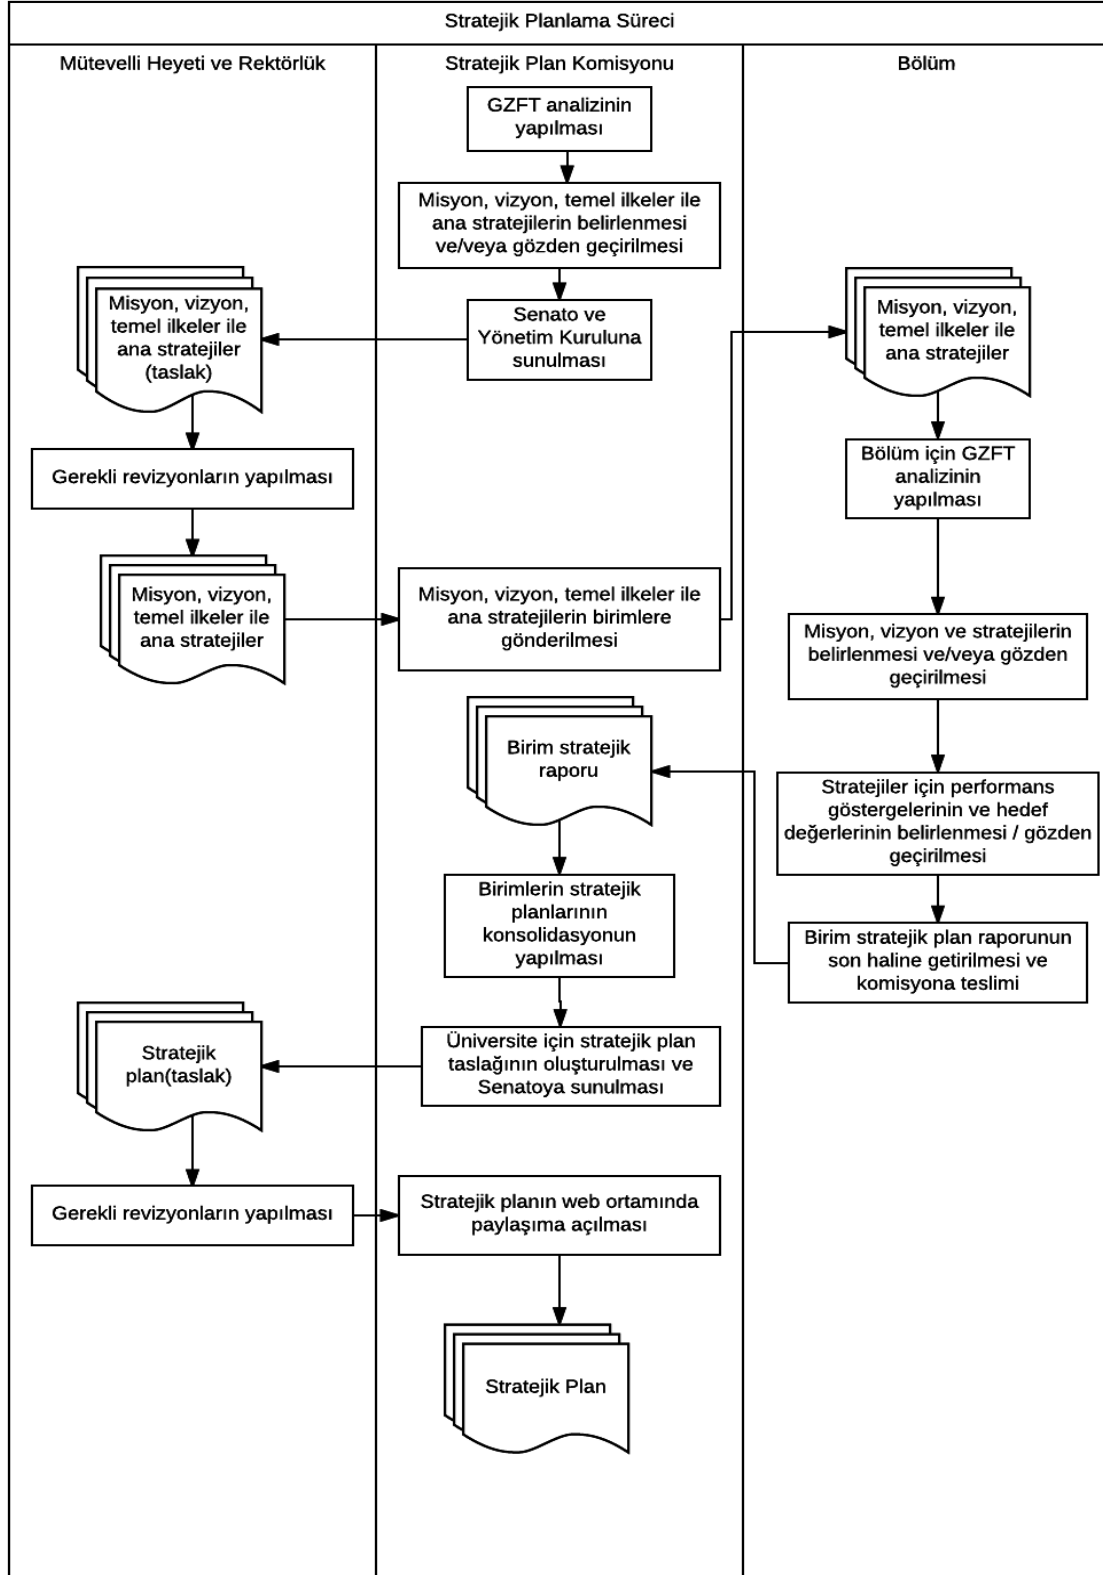 Stratejik Planlama Süreci
Mütevelli Heyeti ve Rektörlük
Stratejik Plan Komisyonu
Bölüm
GZFT analizinin
yapılması
Misyon, vizyon, temel ilkeler ile
ana stratejilerin belirlenmesi
ve/veya gözden geçirilmesi
Senato ve
Yönetim Kuruluna
sunulması
Misyon, vizyon,
temel ilkeler ile
ana stratejiler
(taslak)
Gerekli revizyonların yapılması
Misyon, vizyon,
temel ilkeler ile
ana stratejiler
Misyon, vizyon, temel ilkeler ile
ana stratejilerin birimlere
gönderilmesi
Misyon, vizyon,
temel ilkeler ile
ana stratejiler
Bölüm için GZFT
analizinin
yapılması
Misyon, vizyon ve stratejilerin
belirlenmesi ve/veya gözden
geçirilmesi
Stratejiler için performans
göstergelerinin ve hedef
değerlerinin belirlenmesi / gözden
geçirilmesi
Birim stratejik plan raporunun
son haline getirilmesi ve
komisyona teslimi
Birim stratejik
raporu
Birimlerin stratejik
planlarının
konsolidasyonun
yapılması
Üniversite için stratejik plan
taslağının oluşturulması ve
Senatoya sunulması
Stratejik
plan(taslak)
Gerekli revizyonların yapılması
Stratejik planın web ortamında
paylaşıma açılması
Stratejik Plan